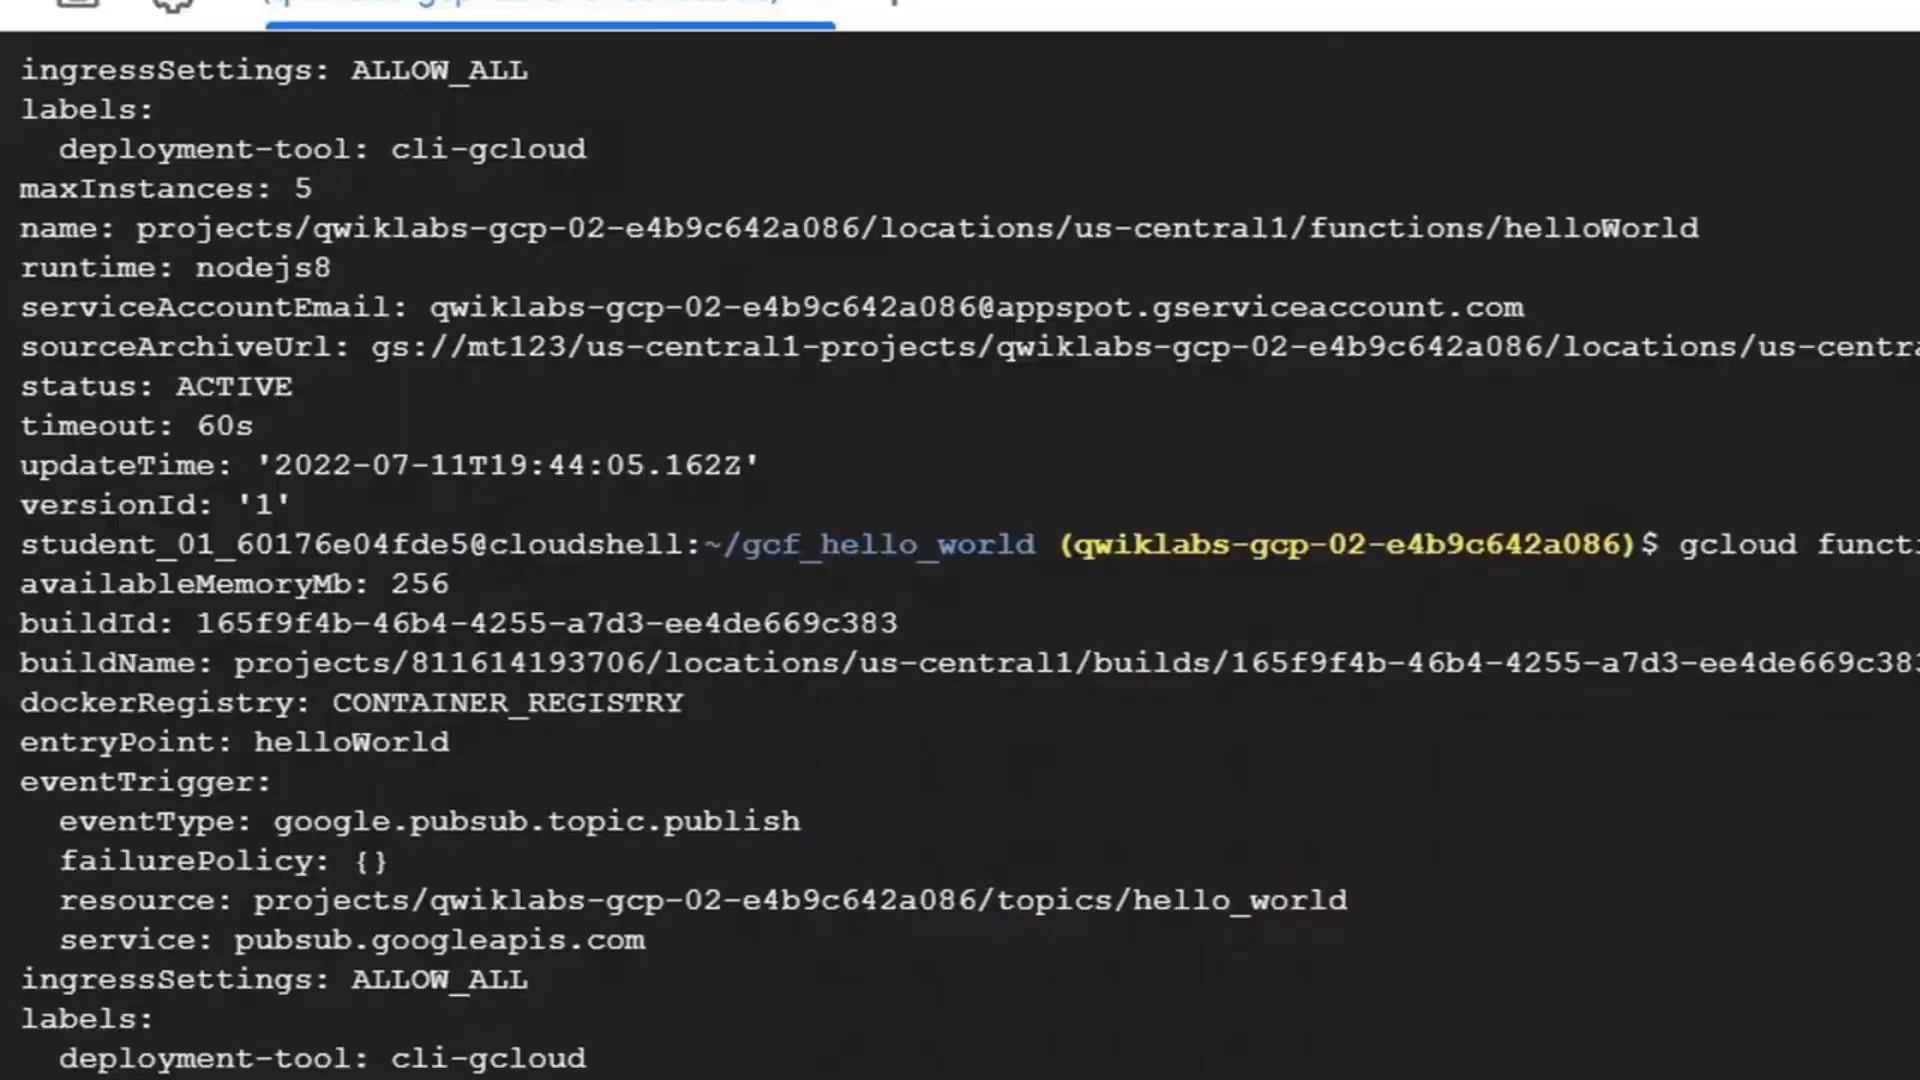 ingressSettings: ALLOW_ALL
labels:
  deployment-tool: cli-gcloud
maxInstances: 5
name: projects/qwiklabs-gcp-02-e4b9c642a086/locations/us-central1/functions/helloWorld
runtime: nodejs8
serviceAccountEmail: qwiklabs-gcp-02-e4b9c642a086@appspot.gserviceaccount.com
sourceArchiveUrl: gs://mt123/us-central1-projects/qwiklabs-gcp-02-e4b9c642a086/locations/us-centra
status: ACTIVE
timeout: 60s
updateTime: '2022-07-11T19:44:05.162Z'
versionId: '1'
student_01_60176e04fde5@cloudshell:~/gcf_hello_world (qwiklabs-gcp-02-e4b9c642a086)$ gcloud functi
availableMemoryMb: 256
buildId: 165f9f4b-46b4-4255-a7d3-ee4de669c383
buildName: projects/811614193706/locations/us-central1/builds/165f9f4b-46b4-4255-a7d3-ee4de669c383
dockerRegistry: CONTAINER_REGISTRY
entryPoint: helloWorld
eventTrigger:
  eventType: google.pubsub.topic.publish
  failurePolicy: {}
  resource: projects/qwiklabs-gcp-02-e4b9c642a086/topics/hello_world
  service: pubsub.googleapis.com
ingressSettings: ALLOW_ALL
labels:
  deployment-tool: cli-gcloud